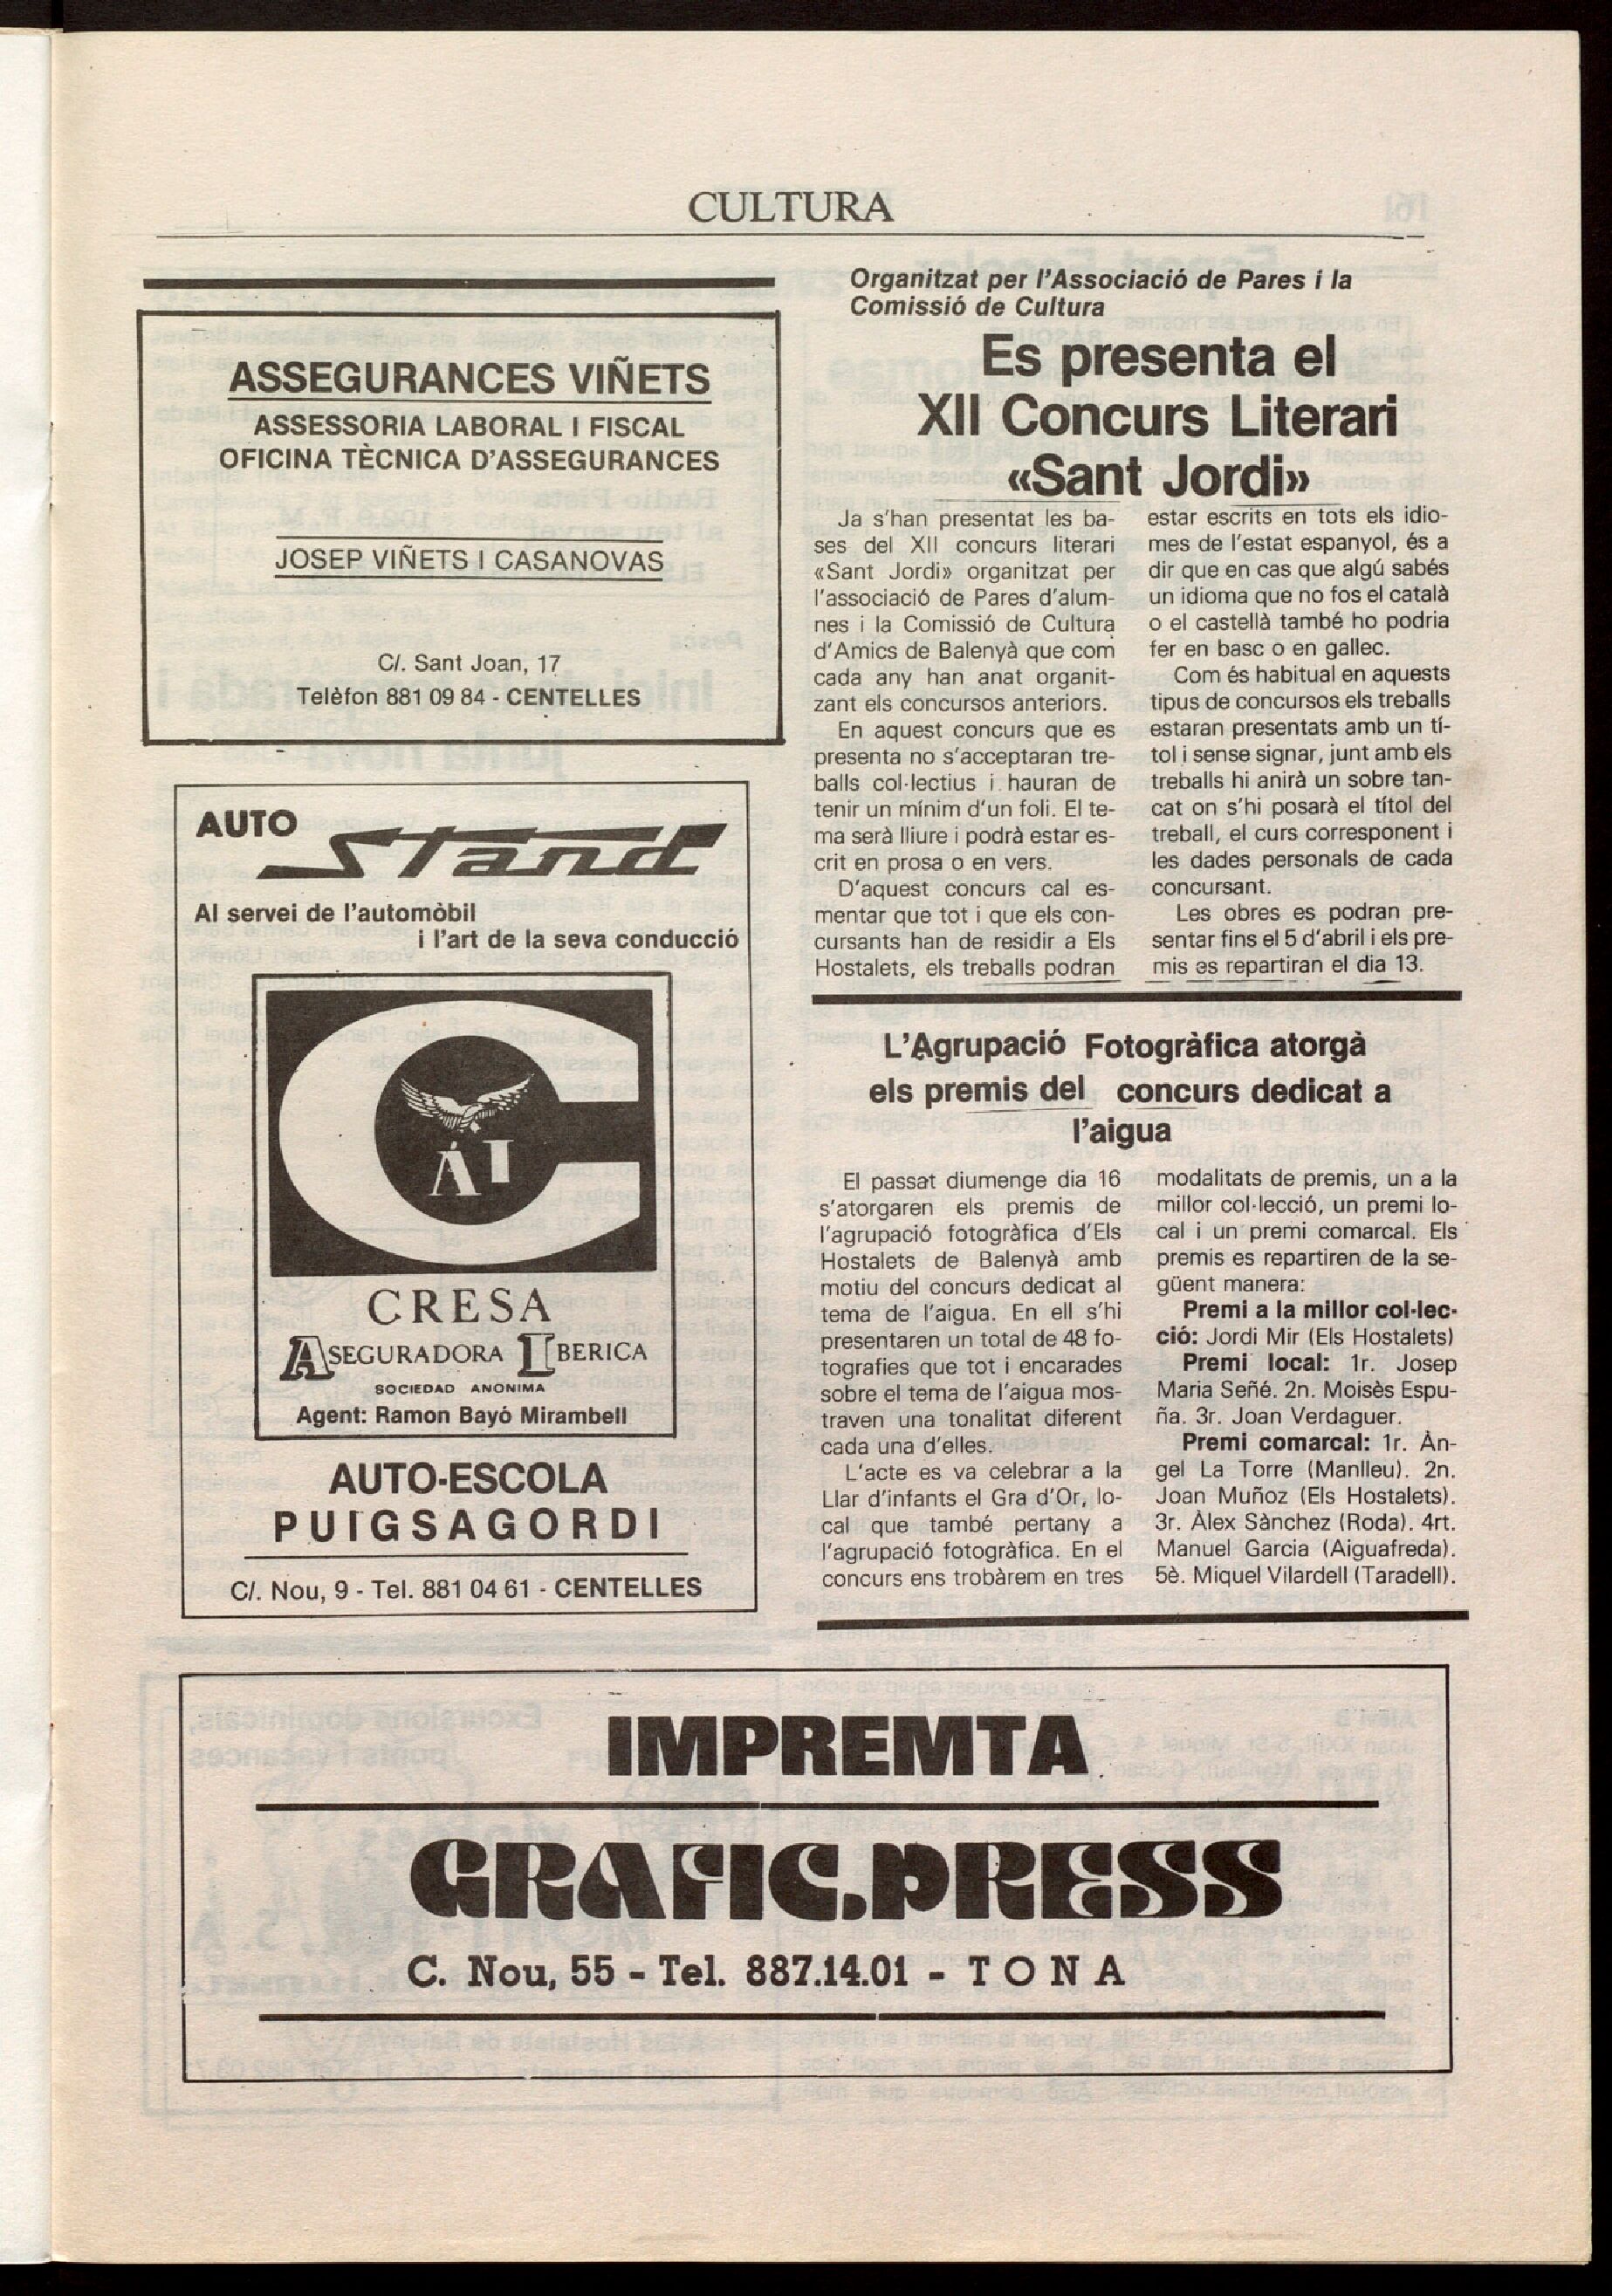 CULTURA
ASSEGURANCES VIÑETS
ASSESSORIA LABORAL I FISCAL
OFICINA TÈCNICA D'ASSEGURANCES
JOSEP VIÑETS I CASANOVAS
C/. Sant Joan, 17
Telèfon 881 09 84 - CENTELLES
AUTO
Stand
Al servei de l'automòbil
i l'art de la seva conducció
AI
CRESA
ASEGURADORA IBERICA
SOCIEDAD ANONIMA
Agent: Ramon Bayó Mirambell
AUTO-ESCOLA
PUIGSAGORDI
C/. Nou, 9 - Tel. 881 04 61 - CENTELLES
Organitzat per l'Associació de Pares i la
Comissió de Cultura
Es presenta el
XII Concurs Literari
«Sant Jordi»
Ja s'han presentat les ba-
ses del XII concurs literari
«Sant Jordi» organitzat per
l'associació de Pares d'alum-
nes i la Comissió de Cultura
d'Amics de Balenyà que com
cada any han anat organit-
zant els concursos anteriors.
En aquest concurs que es
presenta no s'acceptaran tre-
balls col·lectius i hauran de
tenir un mínim d'un foli. El te-
ma serà lliure i podrà estar es-
crit en prosa o en vers.
D'aquest concurs cal es-
mentar que tot i que els con-
cursants han de residir a Els
Hostalets, els treballs podran
estar escrits en tots els idio-
mes de l'estat espanyol, és a
dir que en cas que algú sabés
un idioma que no fos el català
o el castellà també ho podria
fer en basc o en gallec.
Com és habitual en aquests
tipus de concursos els treballs
estaran presentats amb un tí-
tol i sense signar, junt amb els
treballs hi anirà un sobre tan-
cat on s'hi posarà el títol del
treball, el curs corresponent i
les dades personals de cada
concursant.
Les obres es podran pre-
sentar fins el 5 d'abril i els pre-
mis es repartiran el dia 13.
L'Agrupació Fotogràfica atorgà
els premis del concurs dedicat a
l'aigua
El passat diumenge dia 16
s'atorgaren els premis de
l'agrupació fotogràfica d'Els
Hostalets de Balenyà amb
motiu del concurs dedicat al
tema de l'aigua. En ell s'hi
presentaren un total de 48 fo-
tografies que tot i encarades
sobre el tema de l'aigua mos-
traven una tonalitat diferent
cada una d'elles.
L'acte es va celebrar a la
Llar d'infants el Gra d'Or, lo-
cal que també pertany a
l'agrupació fotogràfica. En el
concurs ens trobàrem en tres
modalitats de premis, un a la
millor col·lecció, un premi lo-
cal i un premi comarcal. Els
premis es repartiren de la se-
güent manera:
Premi a la millor col·lec-
ció: Jordi Mir (Els Hostalets)
Premi local: 1r. Josep
Maria Señé. 2n. Moisès Espu-
ña. 3r. Joan Verdaguer.
Premi comarcal: 1r. Àn-
gel La Torre (Manlleu). 2n.
Joan Muñoz (Els Hostalets).
3r. Àlex Sànchez (Roda). 4rt.
Manuel Garcia (Aiguafreda).
5è. Miquel Vilardell (Taradell).
IMPREMTA
GRAFIC.PRESS
C. Nou, 55 - Tel. 887.14.01 - TONA